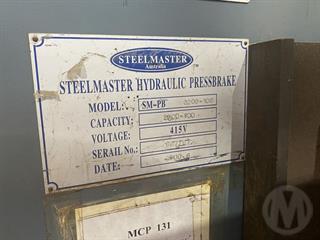 STEELMASTER
Australia
STEELMASTER HYDRAULIC PRESSBRAKE
MODEL: SM-PB
CAPACITY:
VOLTAGE: 415V
SERAIL No.:
DATE:
MCP 131